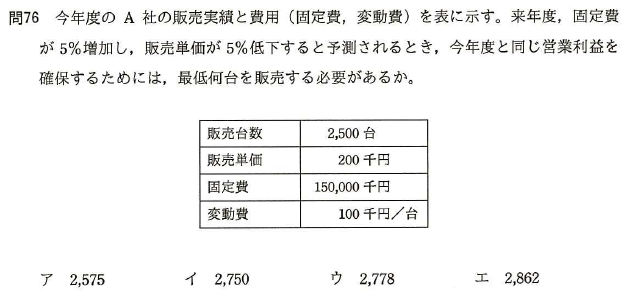 問76 今年度の A 社の販売実績と費用（固定費，変動費）を表に示す。来年度，固定費
が 5％増加し，販売単価が 5％低下すると予測されるとき，今年度と同じ営業利益を
確保するためには，最低何台を販売する必要があるか。
販売台数 2,500 台
販売単価 200 千円
固定費 150,000 千円
変動費 100 千円／台
ア 2,575 イ 2,750 ウ 2,778 エ 2,862